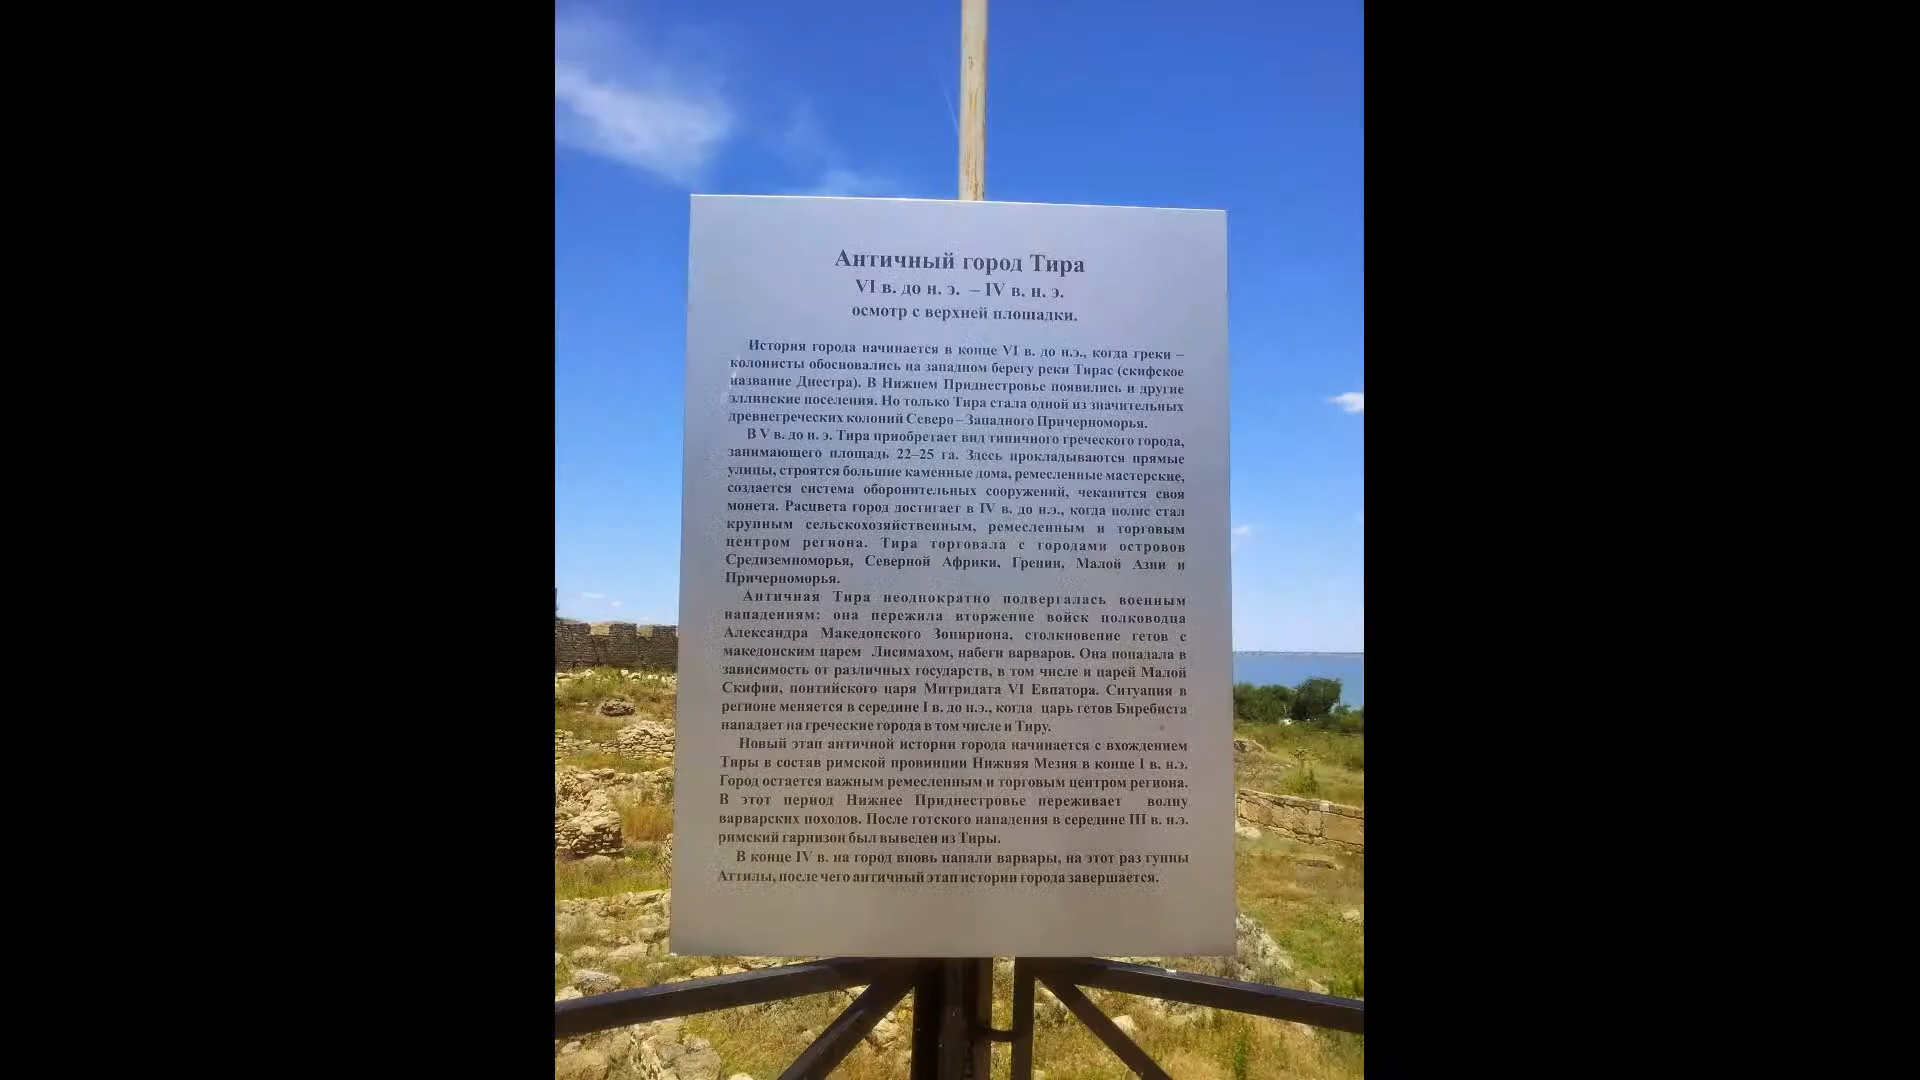 Античный город Тира
VI в. до н. э. – IV в. н. э.
осмотр с верхней площадки.
История города начинается в конце VI в. до н.э., когда греки –
колонисты обосновались на западном берегу реки Тирас (скифское
название Днестра). В Нижнем Приднестровье появились и другие
эллинские поселения. Но только Тира стала одной из значительных
древнегреческих колоний Северо – Западного Причерноморья.
В V в. до н. э. Тира приобретает вид типичного греческого города,
занимающего площадь 22–25 га. Здесь прокладываются прямые
улицы, строятся большие каменные дома, ремесленные мастерские,
создается система оборонительных сооружений, чеканится своя
монета. Расцвета город достигает в IV в. до н.э., когда полис стал
крупным сельскохозяйственным, ремесленным и торговым
центром региона. Тира торговала с городами островов
Средиземноморья, Северной Африки, Греции, Малой Азии и
Причерноморья.
Античная Тира неоднократно подвергалась военным
нападениям: она пережила вторжение войск полководца
Александра Македонского Зопириона, столкновение гетов с
македонским царем Лисимахом, набеги варваров. Она попадала в
зависимость от различных государств, в том числе и царей Малой
Скифии, понтийского царя Митридата VI Евпатора. Ситуация в
регионе меняется в середине I в. до н.э., когда царь гетов Биребиста
нападает на греческие города в том числе и Тиру.
Новый этап античной истории города начинается с вхождением
Тиры в состав римской провинции Нижняя Мезия в конце I в. н.э.
Город остается важным ремесленным и торговым центром региона.
В этот период Нижнее Приднестровье переживает волну
варварских походов. После готского нападения в середине III в. н.э.
римский гарнизон был выведен из Тиры.
В конце IV в. на город вновь напали варвары, на этот раз гунны
Аттилы, после чего античный этап истории города завершается.